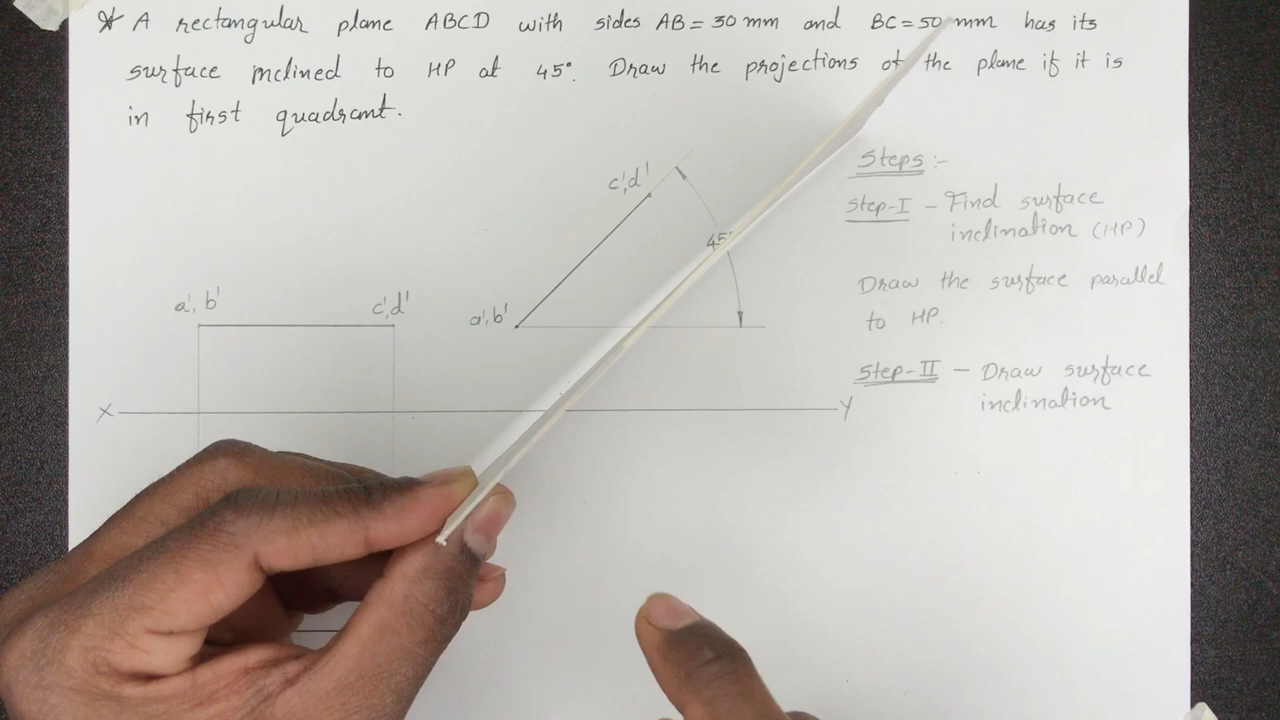 * A rectangular plane ABCD with sides AB = 30 mm and BC = 50 mm has its
surface inclined to HP at 45°. Draw the projections of the plane if it is
in first quadrant.
Steps :-
Step-I - Find surface
inclination (HP)
Draw the surface parallel
to HP.
Step-II - Draw surface
inclination
c',d'
45°
a',b'
c',d'
a',b'
X
Y